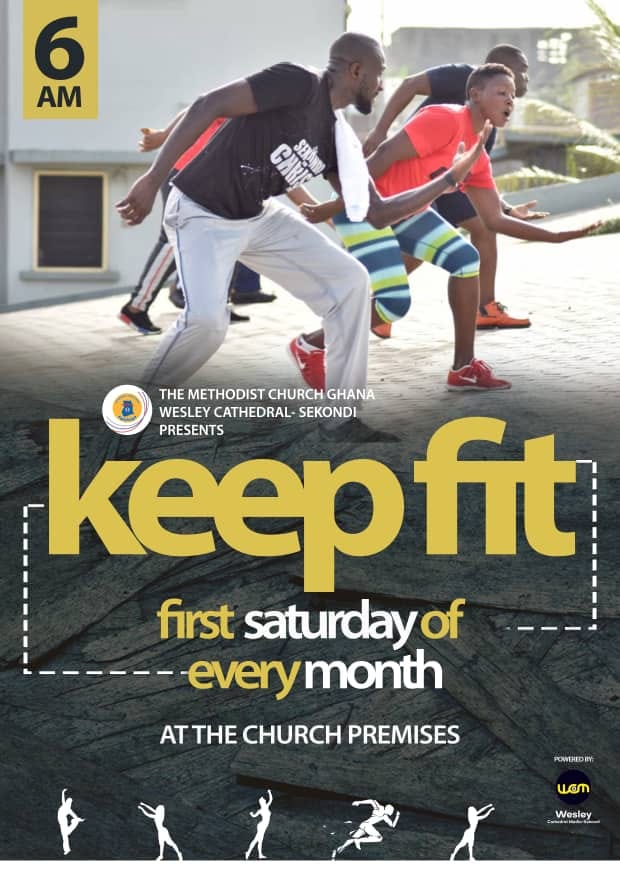 6
AM
THE METHODIST CHURCH GHANA
WESLEY CATHEDRAL- SEKONDI
PRESENTS
keep fit
first saturday of
every month
AT THE CHURCH PREMISES
POWERED BY:
wcm
Wesley